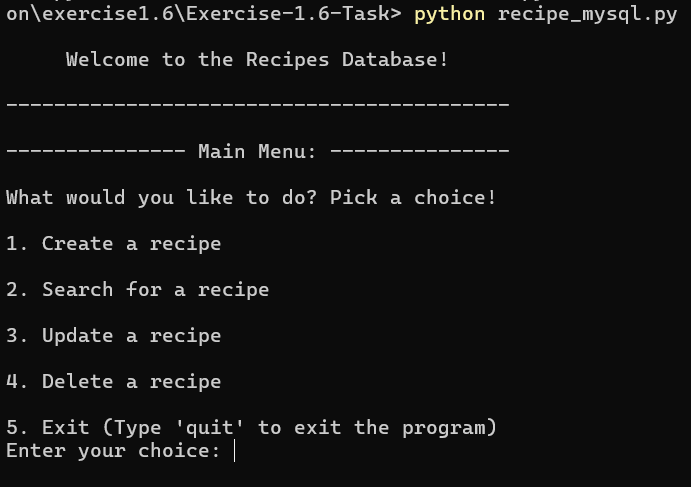 on\exercise1.6\Exercise-1.6-Task> python recipe_mysql.py
Welcome to the Recipes Database!
------------------------------------------
--------------- Main Menu: ---------------
What would you like to do? Pick a choice!
1. Create a recipe
2. Search for a recipe
3. Update a recipe
4. Delete a recipe
5. Exit (Type 'quit' to exit the program)
Enter your choice: